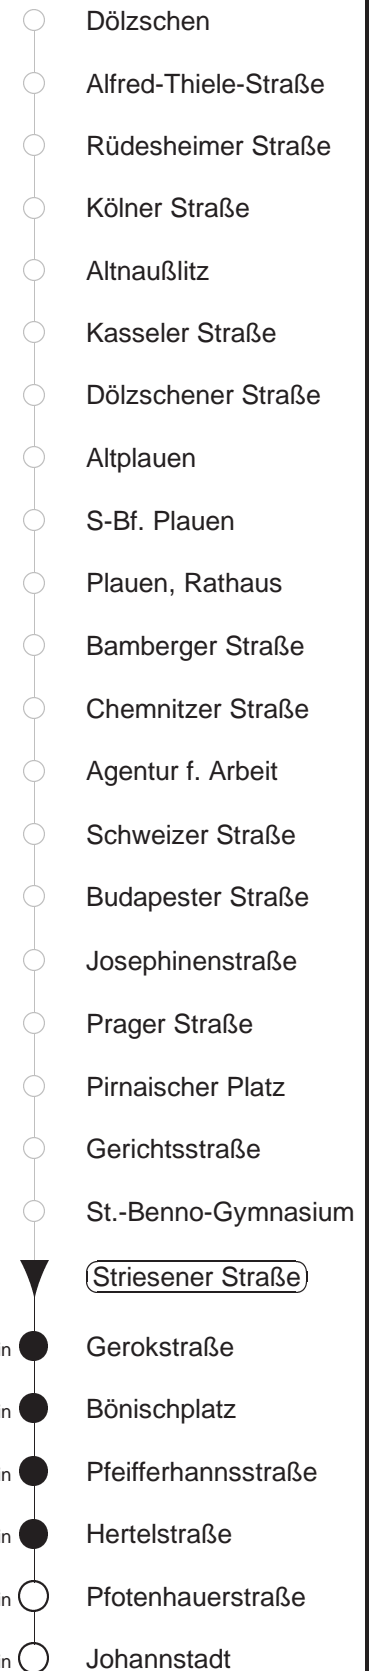 Dölzschen
Alfred-Thiele-Straße
Rüdesheimer Straße
Kölner Straße
Altnaußlitz
Kasseler Straße
Dölzschener Straße
Altplauen
S-Bf. Plauen
Plauen, Rathaus
Bamberger Straße
Chemnitzer Straße
Agentur f. Arbeit
Schweizer Straße
Budapester Straße
Josephinenstraße
Prager Straße
Pirnaischer Platz
Gerichtsstraße
St.-Benno-Gymnasium
Striesener Straße
Gerokstraße
Bönischplatz
Pfeifferhannsstraße
Hertelstraße
Pfotenhauerstraße
Johannstadt